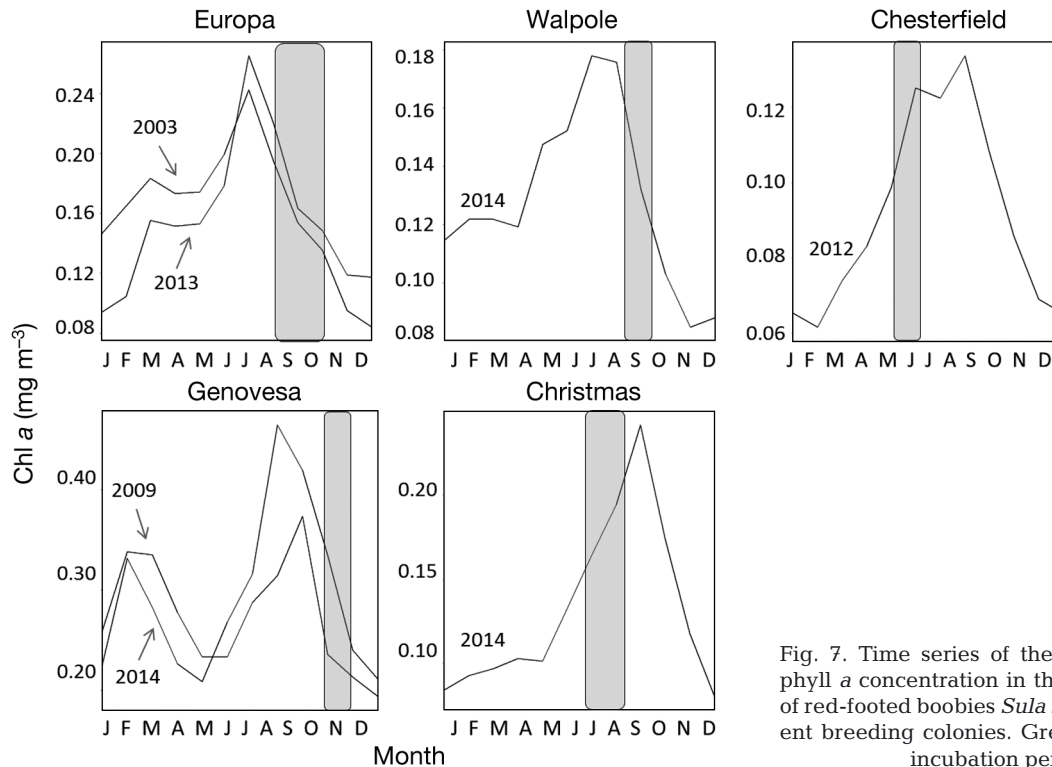 Europa
Walpole
Chesterfield
0.24
0.20
0.16
0.12
0.08
2003
2013
J F M A M J J A S O N D
0.18
0.16
0.14
0.12
0.10
0.08
2014
J F M A M J J A S O N D
0.12
0.10
0.08
0.06
2012
J F M A M J J A S O N D
Chl a (mg m⁻³)
Genovesa
Christmas
0.40
0.30
0.20
2009
2014
J F M A M J J A S O N D
0.20
0.15
0.10
2014
J F M A M J J A S O N D
Month
Fig. 7. Time series of the
phyll a concentration in th
of red-footed boobies Sula
ent breeding colonies. Gre
incubation pe